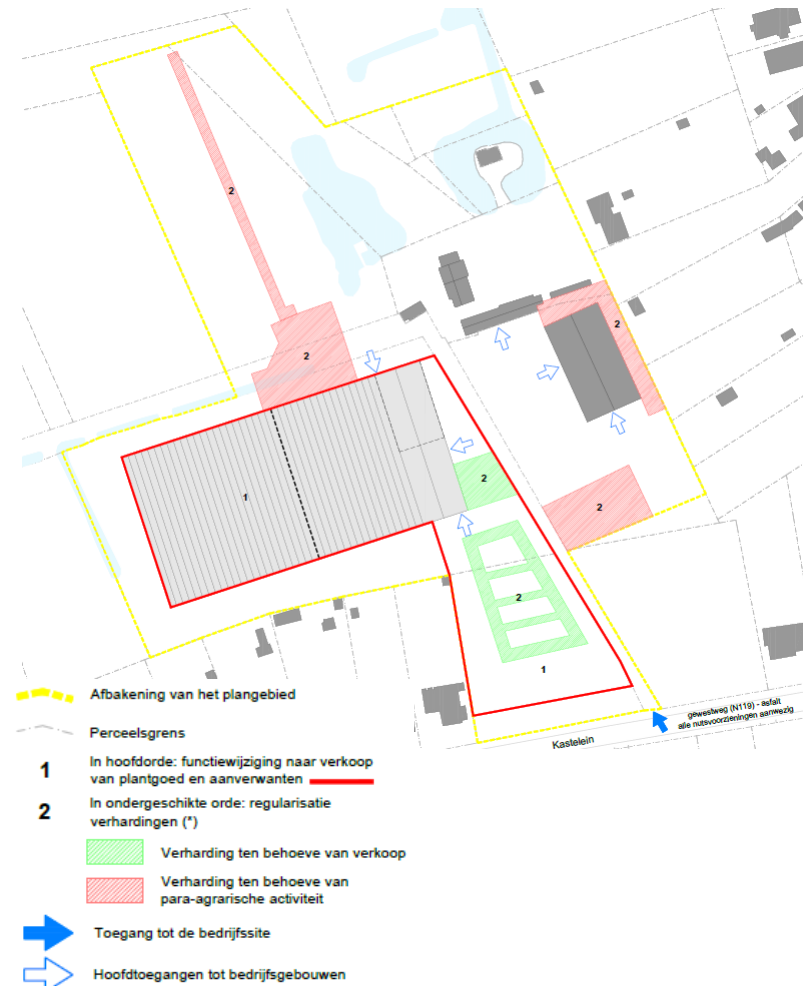 2
2
2
1
2
2
2
1
gewestweg (N119) - asfalt
alle nutsvoorzieningen aanwezig
Kastelein
Afbakening van het plangebied
Perceelsgrens
1 In hoofdorde: functiewijziging naar verkoop
van plantgoed en aanverwanten
2 In ondergeschikte orde: regularisatie
verhardingen (*)
Verharding ten behoeve van verkoop
Verharding ten behoeve van
para-agrarische activiteit
Toegang tot de bedrijfssite
Hoofdtoegangen tot bedrijfsgebouwen